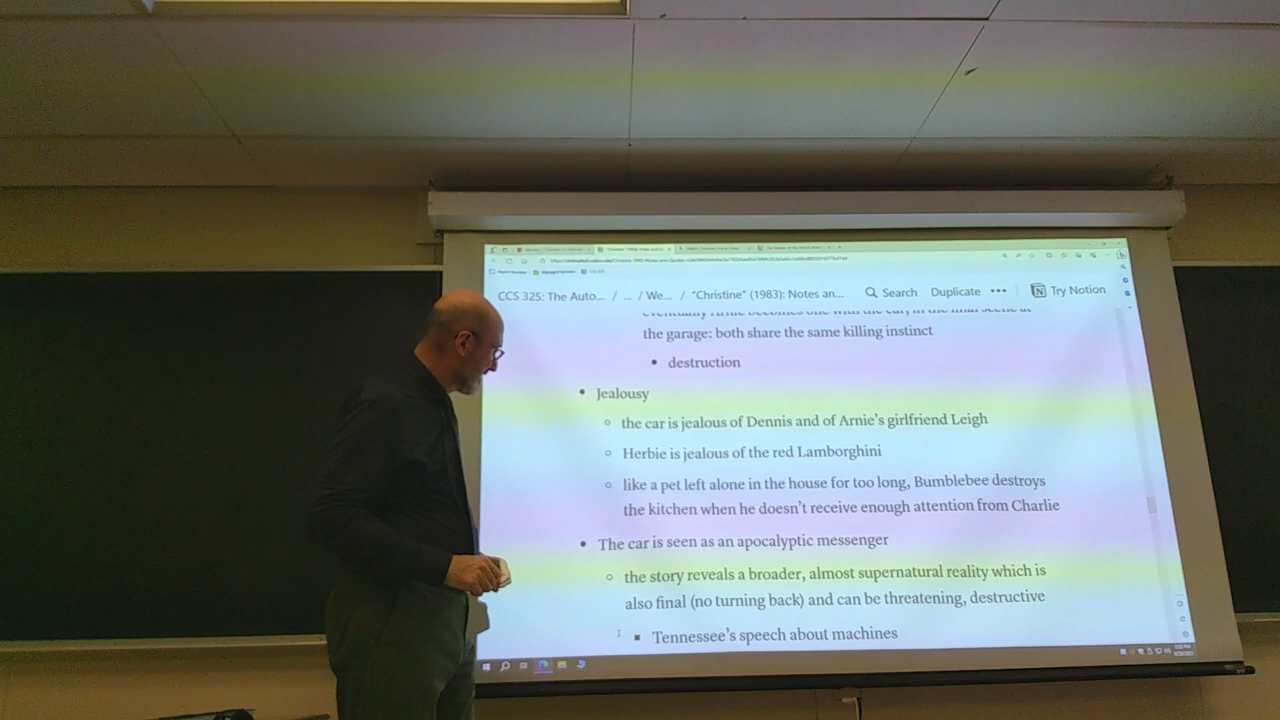 CCS 325: The Auto... / ... / We... / "Christine" (1983): Notes an... Search Duplicate ••• Try Notion
the garage: both share the same killing instinct
• destruction
• Jealousy
◦ the car is jealous of Dennis and of Arnie's girlfriend Leigh
◦ Herbie is jealous of the red Lamborghini
◦ like a pet left alone in the house for too long, Bumblebee destroys
the kitchen when he doesn't receive enough attention from Charlie
• The car is seen as an apocalyptic messenger
◦ the story reveals a broader, almost supernatural reality which is
also final (no turning back) and can be threatening, destructive
▪ Tennessee's speech about machines